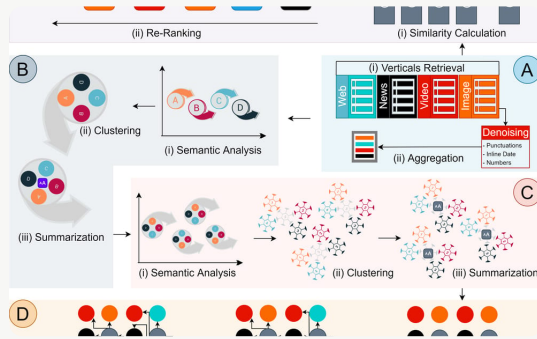 (ii) Re-Ranking
(i) Similarity Calculation
B
A
(i) Verticals Retrieval
Web
News
Video
Image
A
B
C
D
(ii) Clustering
(i) Semantic Analysis
Denoising
- Punctuations
- Inline Date
- Numbers
(ii) Aggregation
C
(iii) Summarization
(i) Semantic Analysis
(ii) Clustering
(iii) Summarization
D